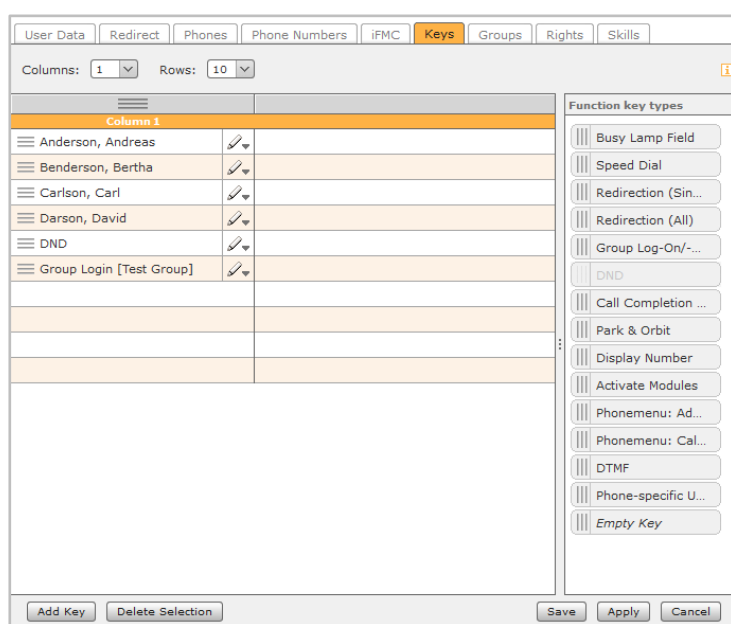 User Data Redirect Phones Phone Numbers iFMC Keys Groups Rights Skills
Columns: 1 Rows: 10
Function key types
Column 1
Anderson, Andreas
Benderson, Bertha
Carlson, Carl
Darson, David
DND
Group Login [Test Group]
Busy Lamp Field
Speed Dial
Redirection (Sin...
Redirection (All)
Group Log-On/-...
DND
Call Completion ...
Park & Orbit
Display Number
Activate Modules
Phonemenu: Ad...
Phonemenu: Cal...
DTMF
Phone-specific U...
Empty Key
Add Key Delete Selection Save Apply Cancel